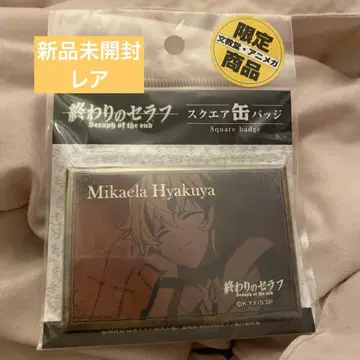 新品未開封
レア
限定
文教堂・アニメガ
商品
終わりのセラフ
Seraph of the end
スクエア缶バッジ
Square badge
Mikaela Hyakuya
終わりのセラフ
Seraph of the end